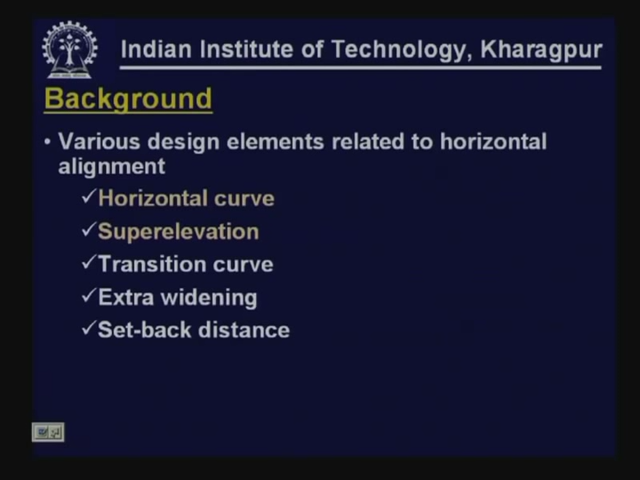 Indian Institute of Technology, Kharagpur
Background
• Various design elements related to horizontal
alignment
✓Horizontal curve
✓Superelevation
✓Transition curve
✓Extra widening
✓Set-back distance